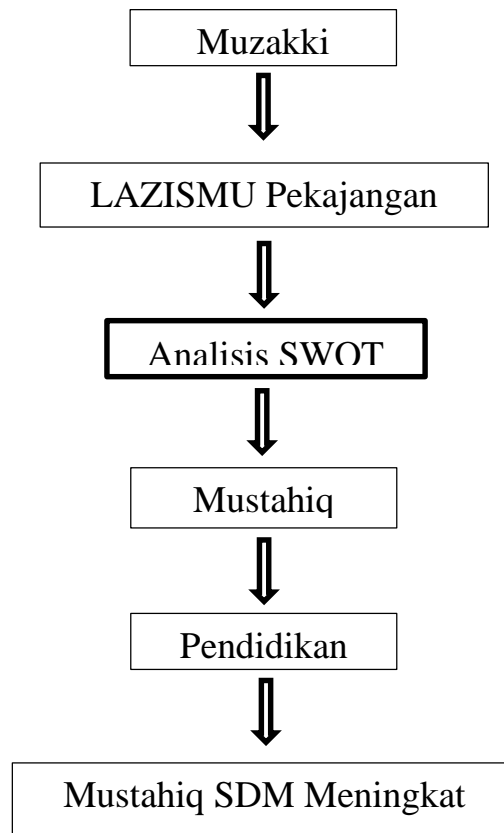 Muzakki
LAZISMU Pekajangan
Analisis SWOT
Mustahiq
Pendidikan
Mustahiq SDM Meningkat